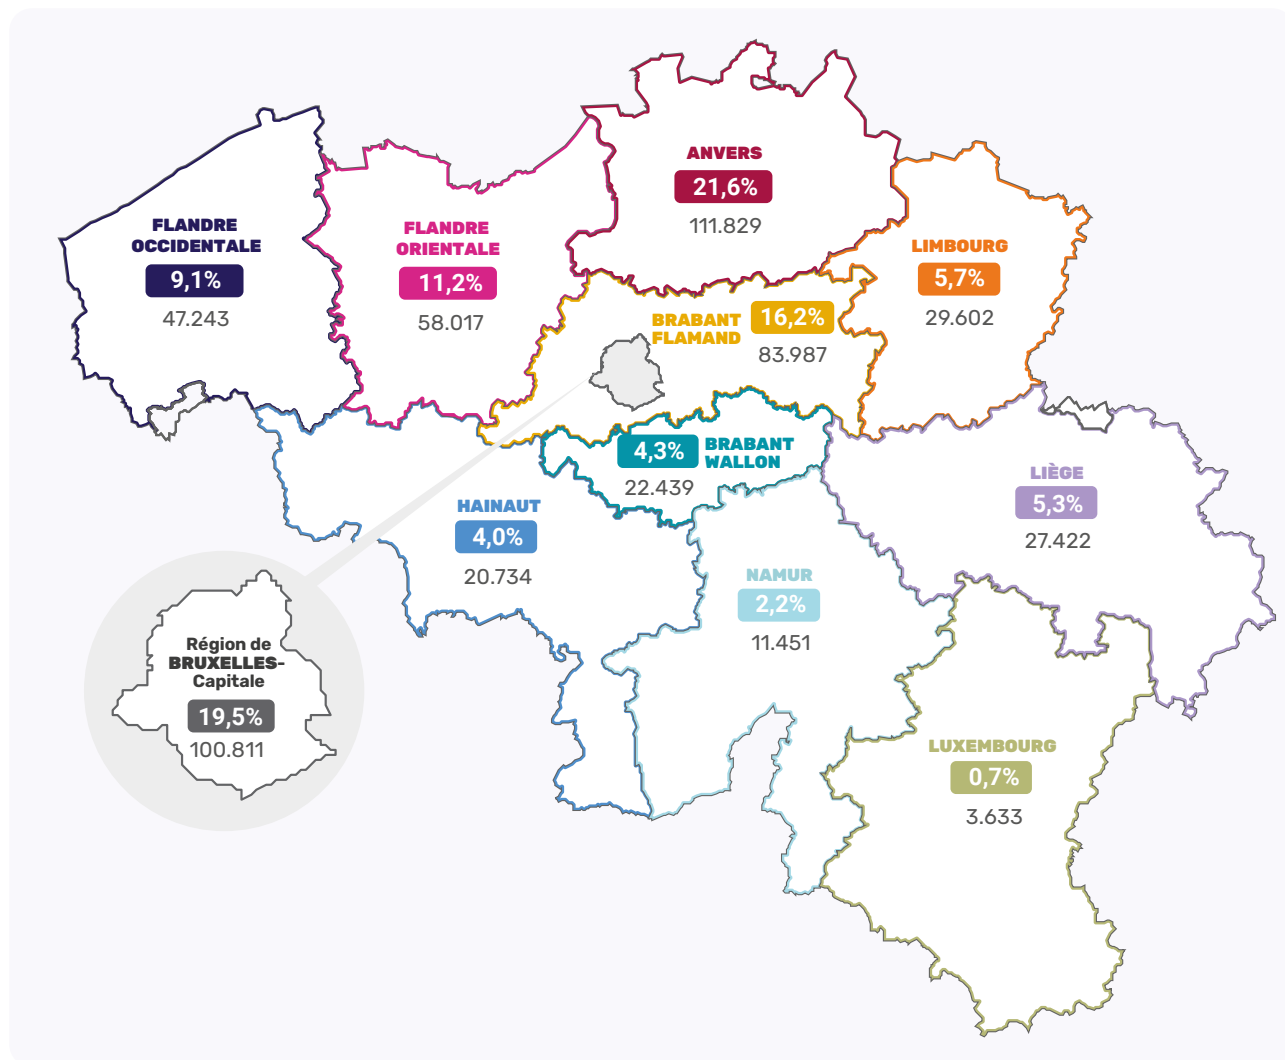 ANVERS
21,6%
111.829
FLANDRE
OCCIDENTALE
9,1%
47.243
FLANDRE
ORIENTALE
11,2%
58.017
LIMBOURG
5,7%
29.602
BRABANT
FLAMAND
16,2%
83.987
4,3%
BRABANT
WALLON
22.439
LIÈGE
5,3%
27.422
HAINAUT
4,0%
20.734
NAMUR
2,2%
11.451
Région de
BRUXELLES-
Capitale
19,5%
100.811
LUXEMBOURG
0,7%
3.633